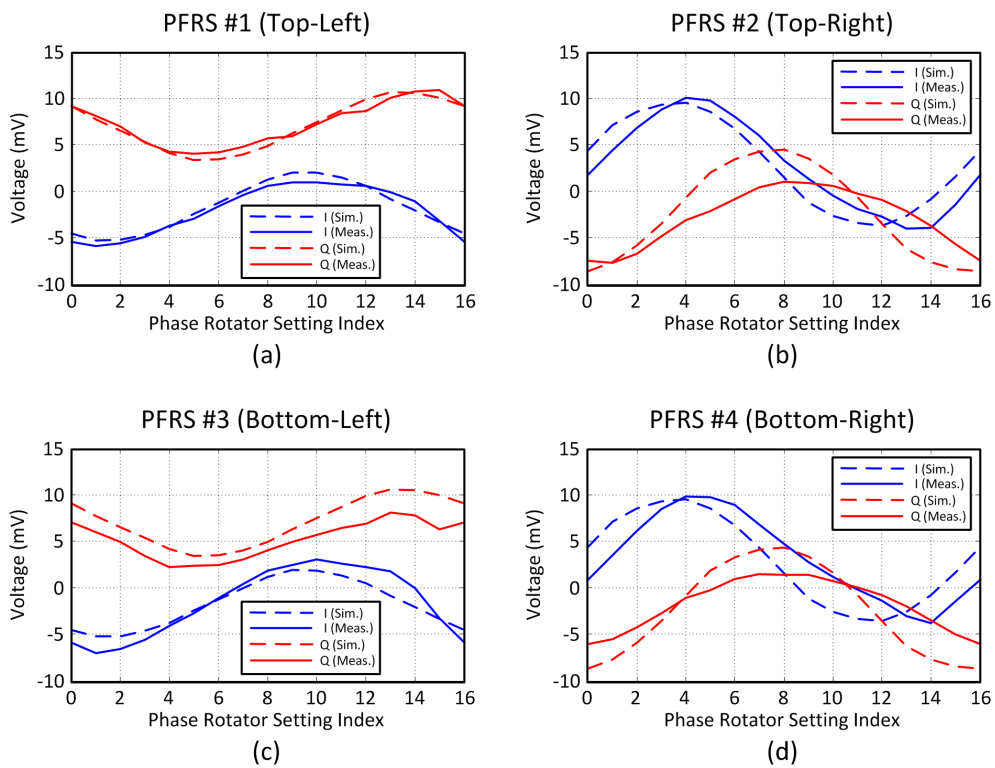 PFRS #1 (Top-Left)
15
10
5
0
-5
-10
Voltage (mV)
I (Sim.)
I (Meas.)
Q (Sim.)
Q (Meas.)
0 2 4 6 8 10 12 14 16
Phase Rotator Setting Index
(a)
PFRS #2 (Top-Right)
15
10
5
0
-5
-10
Voltage (mV)
I (Sim.)
I (Meas.)
Q (Sim.)
Q (Meas.)
0 2 4 6 8 10 12 14 16
Phase Rotator Setting Index
(b)
PFRS #3 (Bottom-Left)
15
10
5
0
-5
-10
Voltage (mV)
I (Sim.)
I (Meas.)
Q (Sim.)
Q (Meas.)
0 2 4 6 8 10 12 14 16
Phase Rotator Setting Index
(c)
PFRS #4 (Bottom-Right)
15
10
5
0
-5
-10
Voltage (mV)
I (Sim.)
I (Meas.)
Q (Sim.)
Q (Meas.)
0 2 4 6 8 10 12 14 16
Phase Rotator Setting Index
(d)